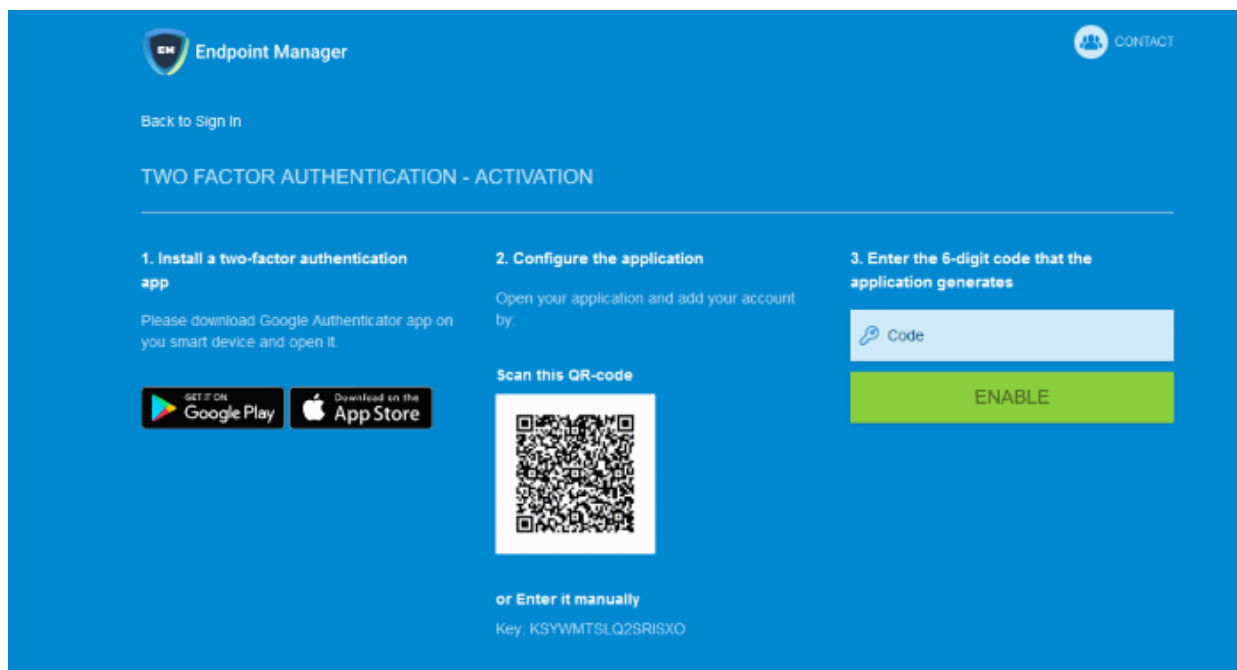 EM Endpoint Manager
CONTACT
Back to Sign In
TWO FACTOR AUTHENTICATION - ACTIVATION
1. Install a two-factor authentication
app
Please download Google Authenticator app on
you smart device and open it.
GET IT ON
Google Play
Download on the
App Store
2. Configure the application
Open your application and add your account
by:
Scan this QR-code
or Enter it manually
Key: KSYWMTSLQ2SRISXO
3. Enter the 6-digit code that the
application generates
Code
ENABLE